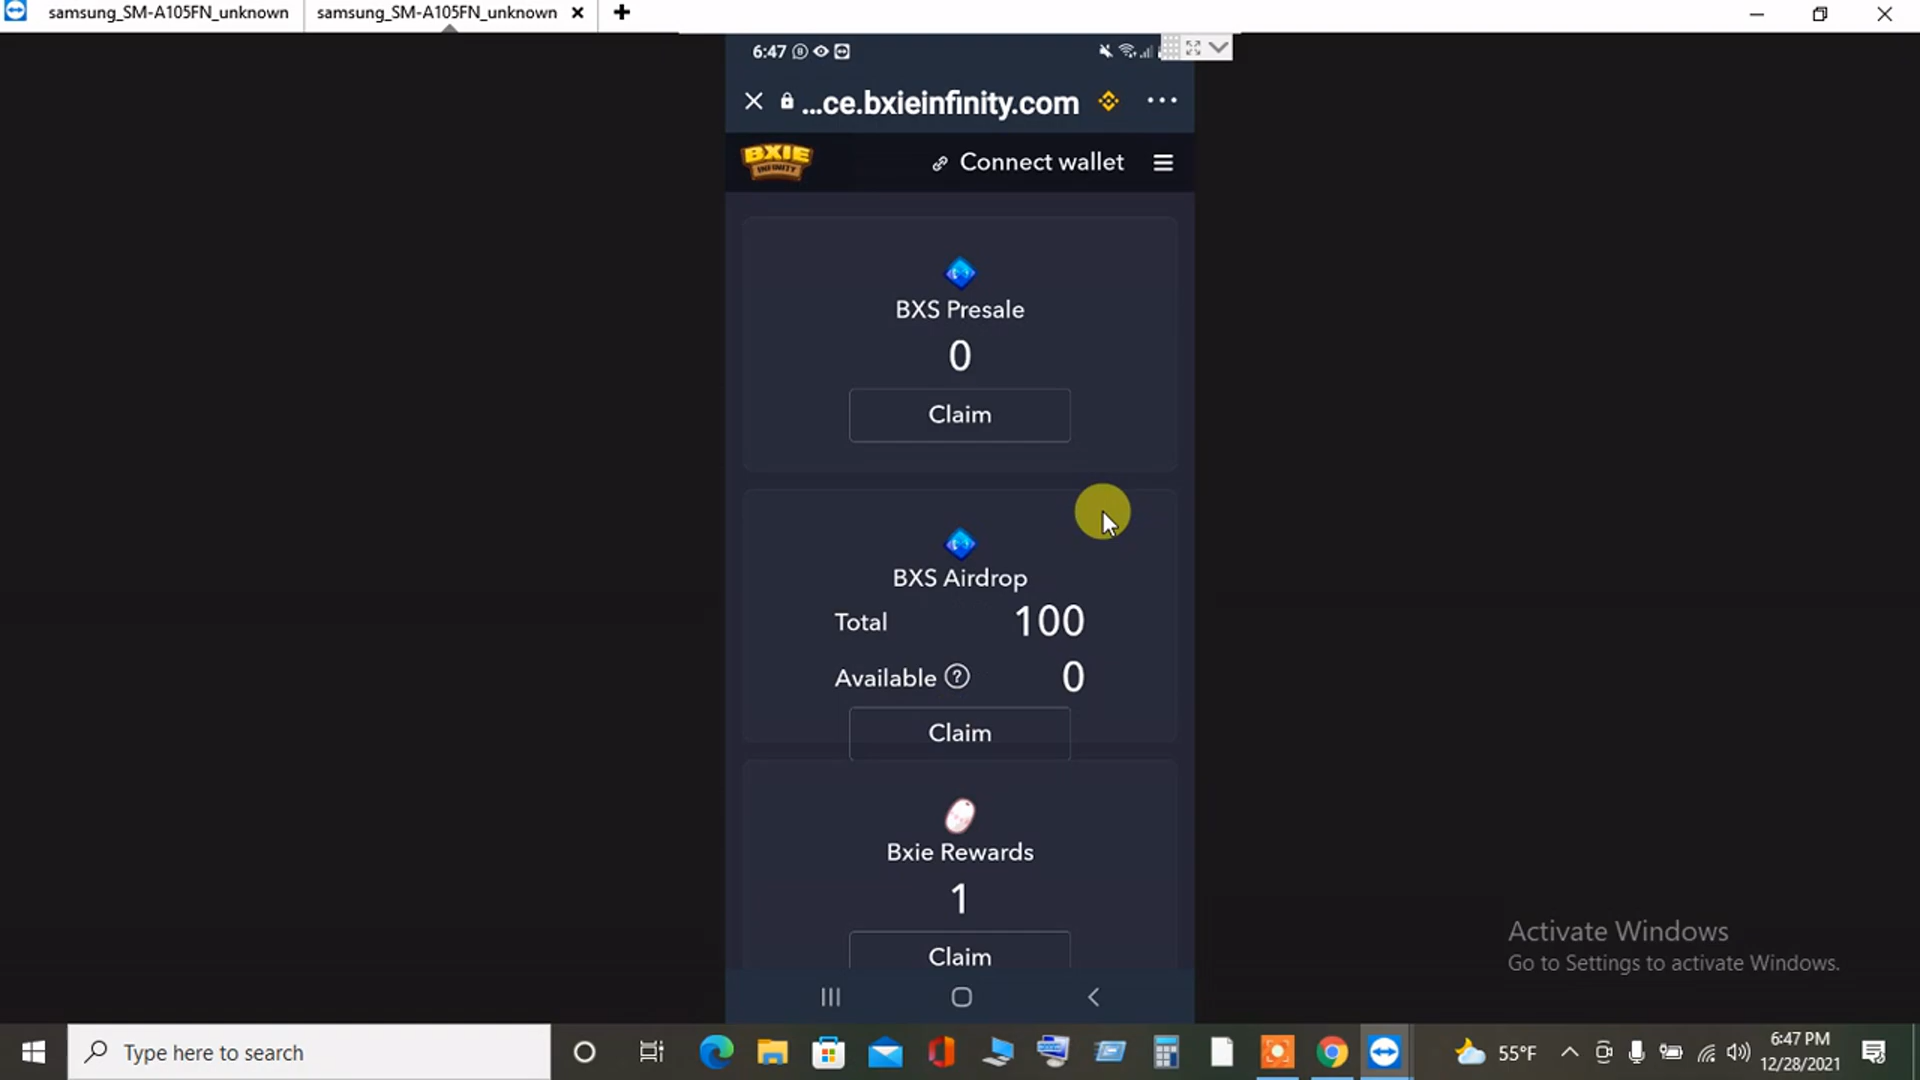 samsung_SM-A105FN_unknown samsung_SM-A105FN_unknown
6:47
...ce.bxieinfinity.com
BXIE INFINITY Connect wallet
BXS Presale
0
Claim
BXS Airdrop
Total 100
Available ? 0
Claim
Bxie Rewards
1
Claim
Activate Windows
Go to Settings to activate Windows.
Type here to search 55°F 6:47 PM
12/28/2021